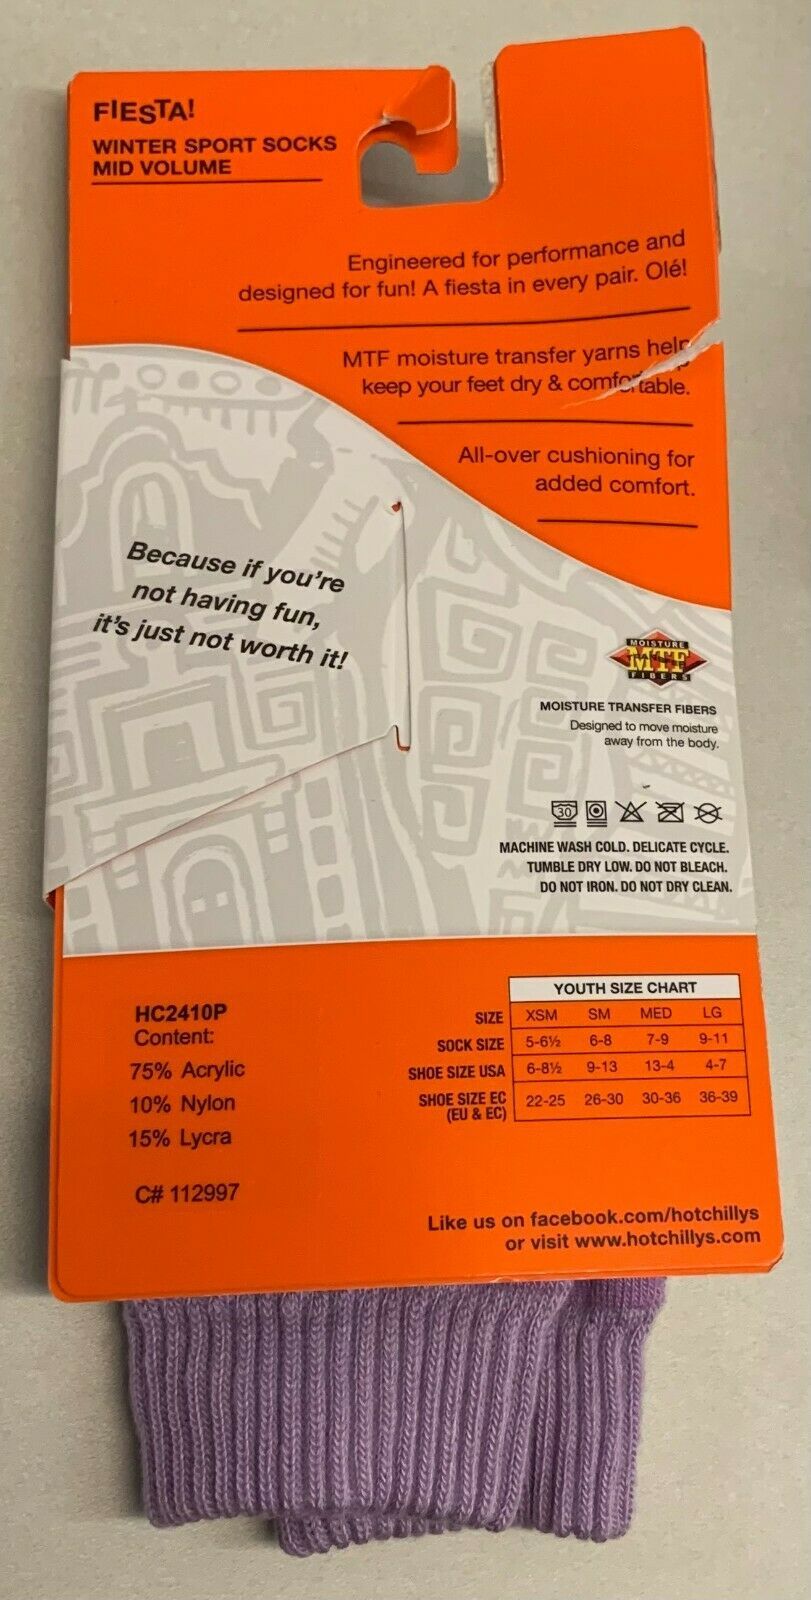 FIESTA!
WINTER SPORT SOCKS
MID VOLUME
Engineered for performance and
designed for fun! A fiesta in every pair. Olé!
MTF moisture transfer yarns help
keep your feet dry & comfortable.
All-over cushioning for
added comfort.
Because if you're
not having fun,
it's just not worth it!
MOISTURE
MTF
FIBERS
MOISTURE TRANSFER FIBERS
Designed to move moisture
away from the body.
30
MACHINE WASH COLD. DELICATE CYCLE.
TUMBLE DRY LOW. DO NOT BLEACH.
DO NOT IRON. DO NOT DRY CLEAN.
HC2410P
Content:
75% Acrylic
10% Nylon
15% Lycra
C# 112997
YOUTH SIZE CHART
SIZE XSM SM MED LG
SOCK SIZE 5-6½ 6-8 7-9 9-11
SHOE SIZE USA 6-8½ 9-13 13-4 4-7
SHOE SIZE EC 22-25 26-30 30-36 36-39
(EU & EC)
Like us on facebook.com/hotchillys
or visit www.hotchillys.com